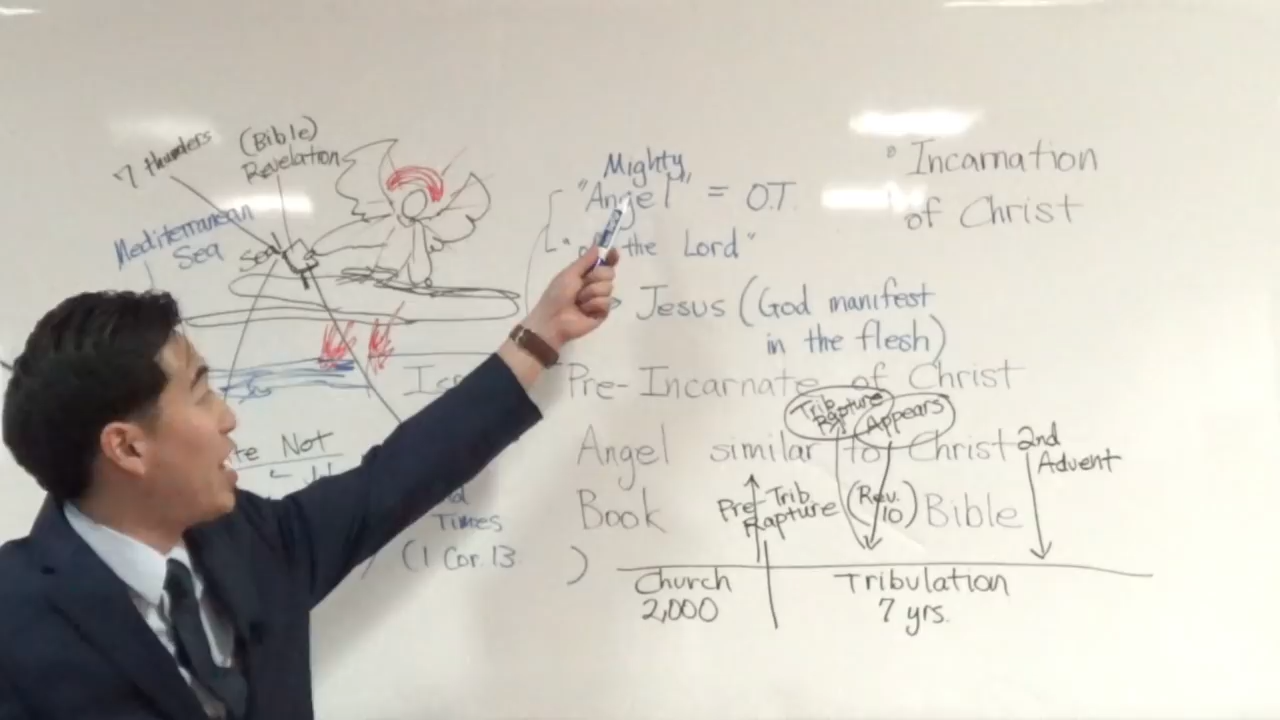 7 thunders
(Bible)
Revelation
Mediterranean
Sea
Sea
Mighty
"Angel" = O.T.
the Lord"
Jesus (God manifest
in the flesh)
• Incarnation
of Christ
Pre-Incarnate of Christ
Trib
Rapture
Appears
Angel similar to Christ
2nd
Advent
Book
Pre-Trib
Rapture
(Rev.
10)
Bible
Not
Times
(1 Cor. 13
)
Church
2,000
Tribulation
7 yrs.